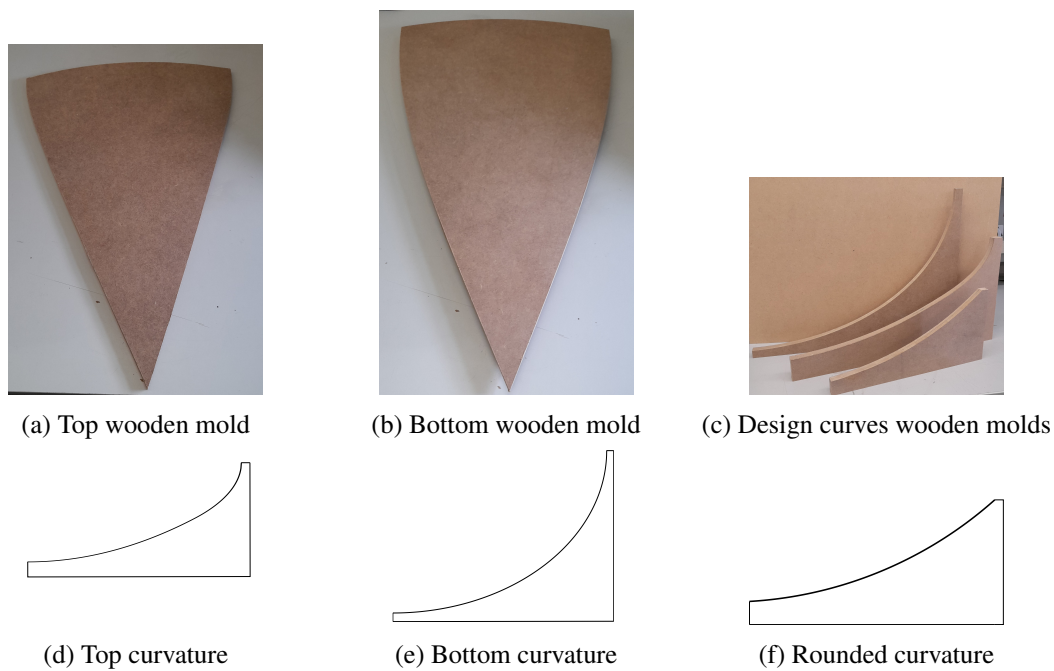 (a) Top wooden mold
(b) Bottom wooden mold
(c) Design curves wooden molds
(d) Top curvature
(e) Bottom curvature
(f) Rounded curvature